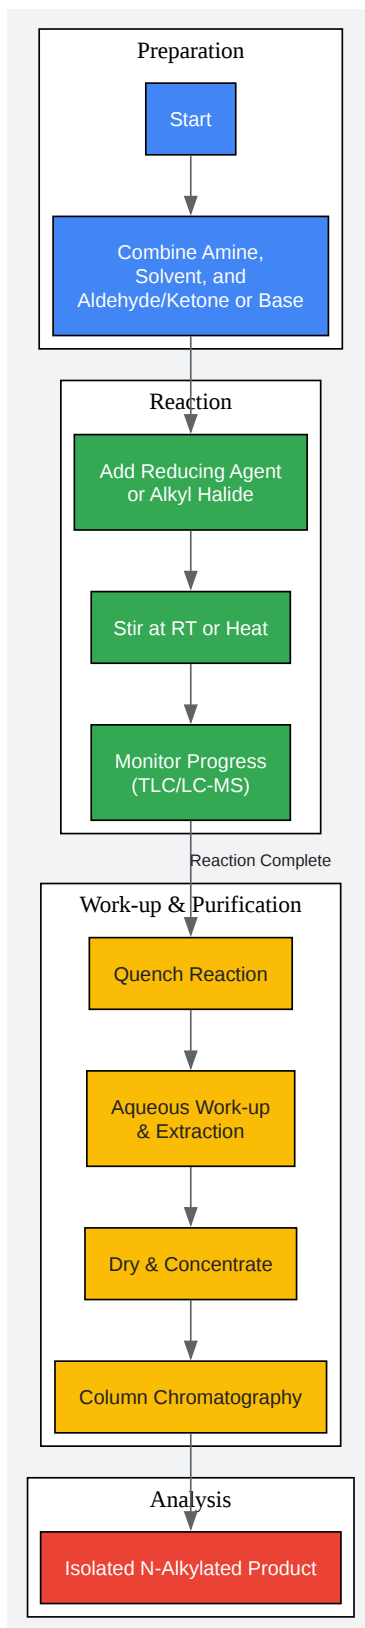 Preparation
Start
Combine Amine,
Solvent, and
Aldehyde/Ketone or Base
Reaction
Add Reducing Agent
or Alkyl Halide
Stir at RT or Heat
Monitor Progress
(TLC/LC-MS)
Reaction Complete
Work-up & Purification
Quench Reaction
Aqueous Work-up
& Extraction
Dry & Concentrate
Column Chromatography
Analysis
Isolated N-Alkylated Product